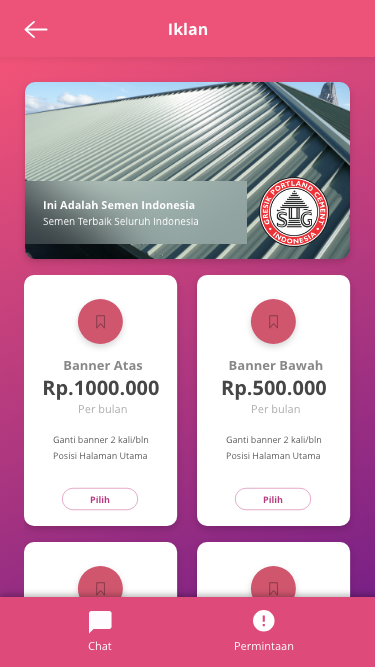 Iklan
Ini Adalah Semen Indonesia
Semen Terbaik Seluruh Indonesia
GRESIK PORTLAND CEMENT
SG
INDONESIA
Banner Atas
Rp.1000.000
Per bulan
Ganti banner 2 kali/bln
Posisi Halaman Utama
Pilih
Banner Bawah
Rp.500.000
Per bulan
Ganti banner 2 kali/bln
Posisi Halaman Utama
Pilih
Chat
Permintaan